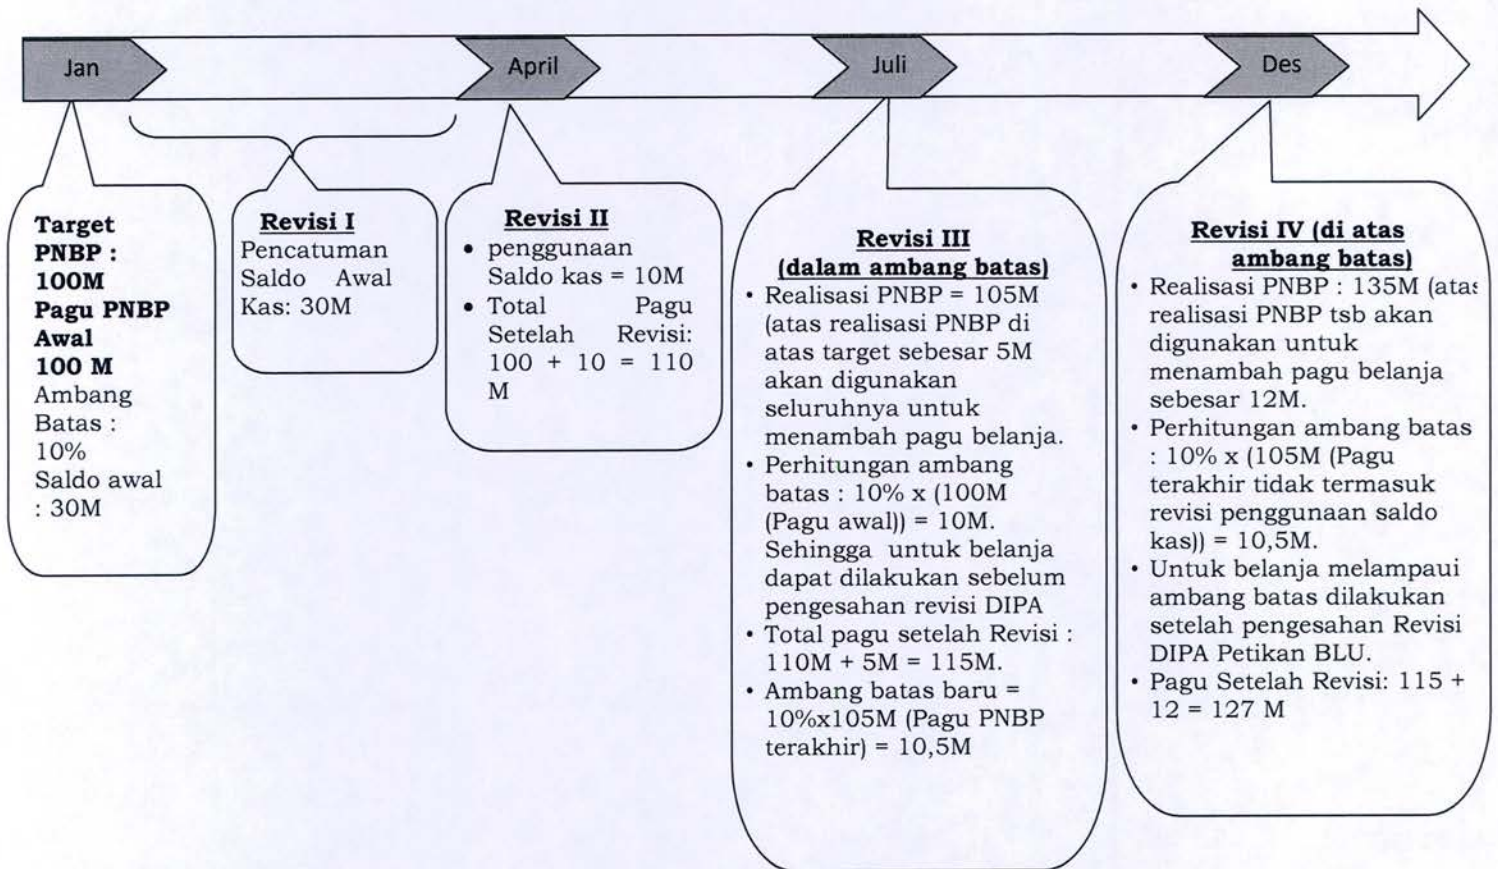 Jan
April
Juli
Des
Target
PNBP :
100M
Pagu PNBP
Awal
100 M
Ambang
Batas :
10%
Saldo awal
: 30M
Revisi I
Pencatuman
Saldo Awal
Kas: 30M
Revisi II
• penggunaan
Saldo kas = 10M
• Total Pagu
Setelah Revisi:
100 + 10 = 110
M
Revisi III
(dalam ambang batas)
• Realisasi PNBP = 105M
(atas realisasi PNBP di
atas target sebesar 5M
akan digunakan
seluruhnya untuk
menambah pagu belanja.
• Perhitungan ambang
batas : 10% x (100M
(Pagu awal)) = 10M.
Sehingga untuk belanja
dapat dilakukan sebelum
pengesahan revisi DIPA
• Total pagu setelah Revisi :
110M + 5M = 115M.
• Ambang batas baru =
10%x105M (Pagu PNBP
terakhir) = 10,5M
Revisi IV (di atas
ambang batas)
• Realisasi PNBP : 135M (atas
realisasi PNBP tsb akan
digunakan untuk
menambah pagu belanja
sebesar 12M.
• Perhitungan ambang batas
: 10% x (105M (Pagu
terakhir tidak termasuk
revisi penggunaan saldo
kas)) = 10,5M.
• Untuk belanja melampaui
ambang batas dilakukan
setelah pengesahan Revisi
DIPA Petikan BLU.
• Pagu Setelah Revisi: 115 +
12 = 127 M